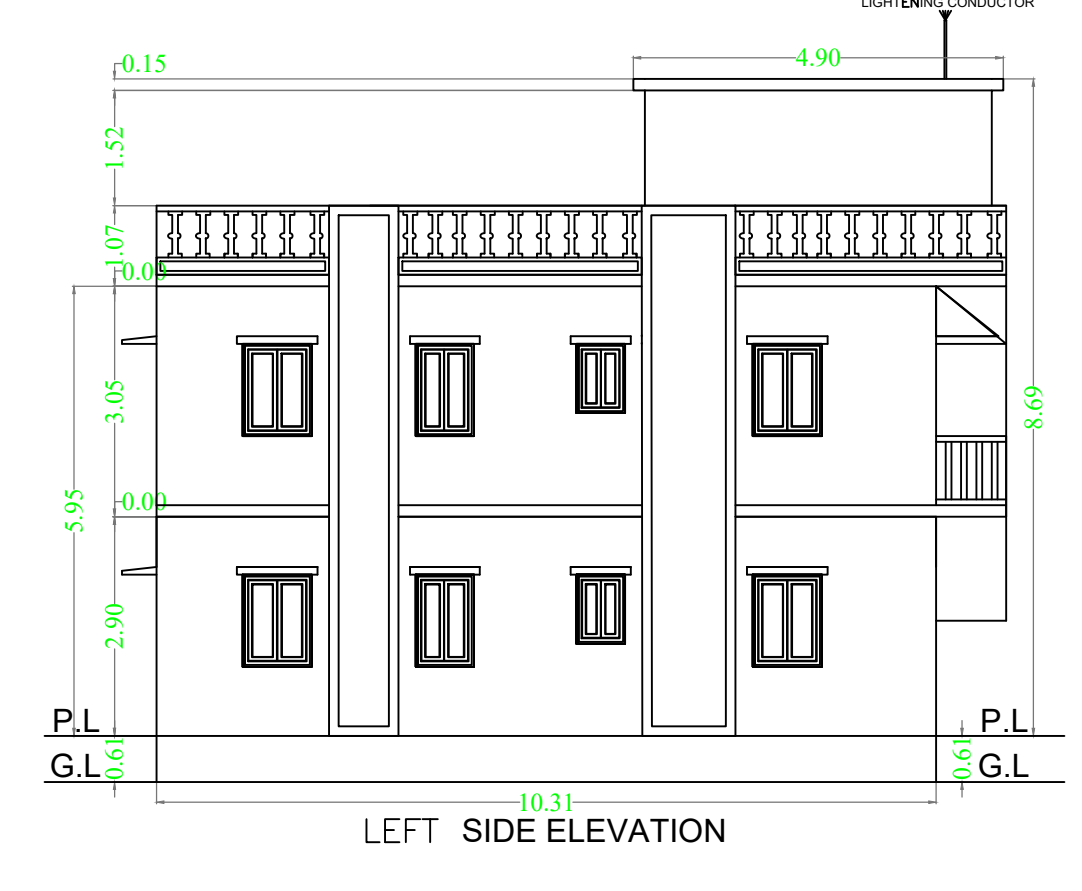 LIGHTENING CONDUCTOR
0.15
4.90
1.52
1.07
0.00
3.05
8.69
5.95
0.00
2.90
P.L
P.L
0.61
G.L
0.61
G.L
10.31
LEFT SIDE ELEVATION